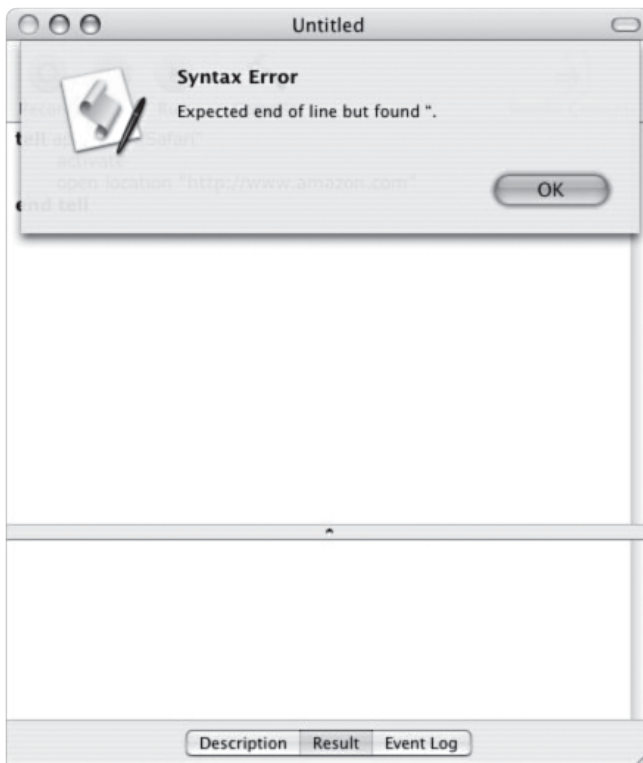 Untitled
Syntax Error
Expected end of line but found “.
tell Safari"
activate
open location "http://www.amazon.com"
end tell
Description Result Event Log
OK